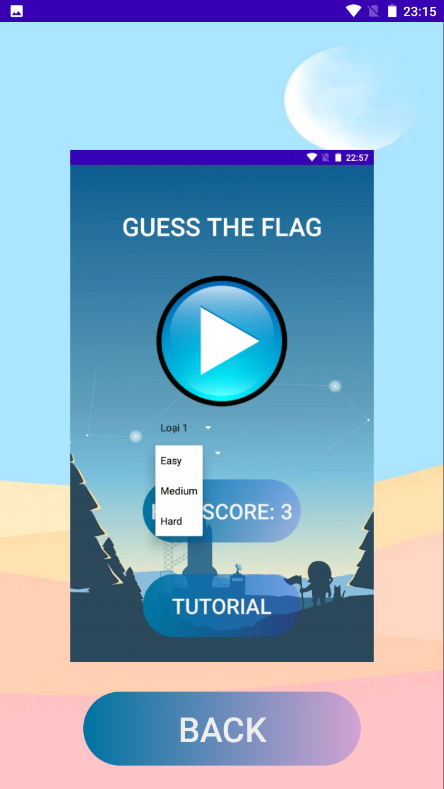 23:15
22:57
GUESS THE FLAG
Loại 1
Easy
Medium
Hard
SCORE: 3
TUTORIAL
BACK